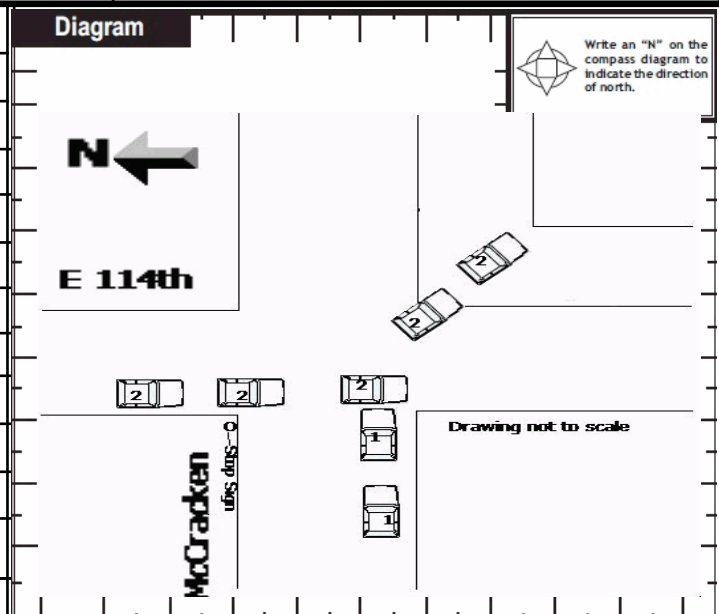 Diagram
Write an "N" on the
compass diagram to
indicate the direction
of north.
N
E 114th
2
2
2
2
2
1
1
Drawing not to scale
Stop Sign
McCracken